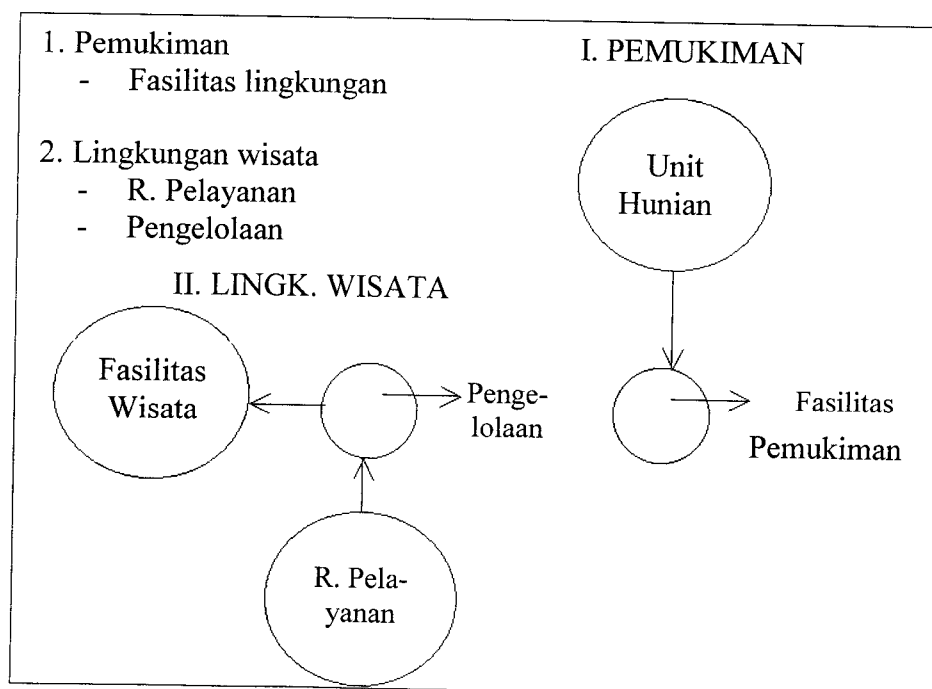 1. Pemukiman
- Fasilitas lingkungan
2. Lingkungan wisata
- R. Pelayanan
- Pengelolaan
I. PEMUKIMAN
Unit
Hunian
Fasilitas
Pemukiman
II. LINGK. WISATA
Fasilitas
Wisata
Penge-
lolaan
R. Pela-
yanan